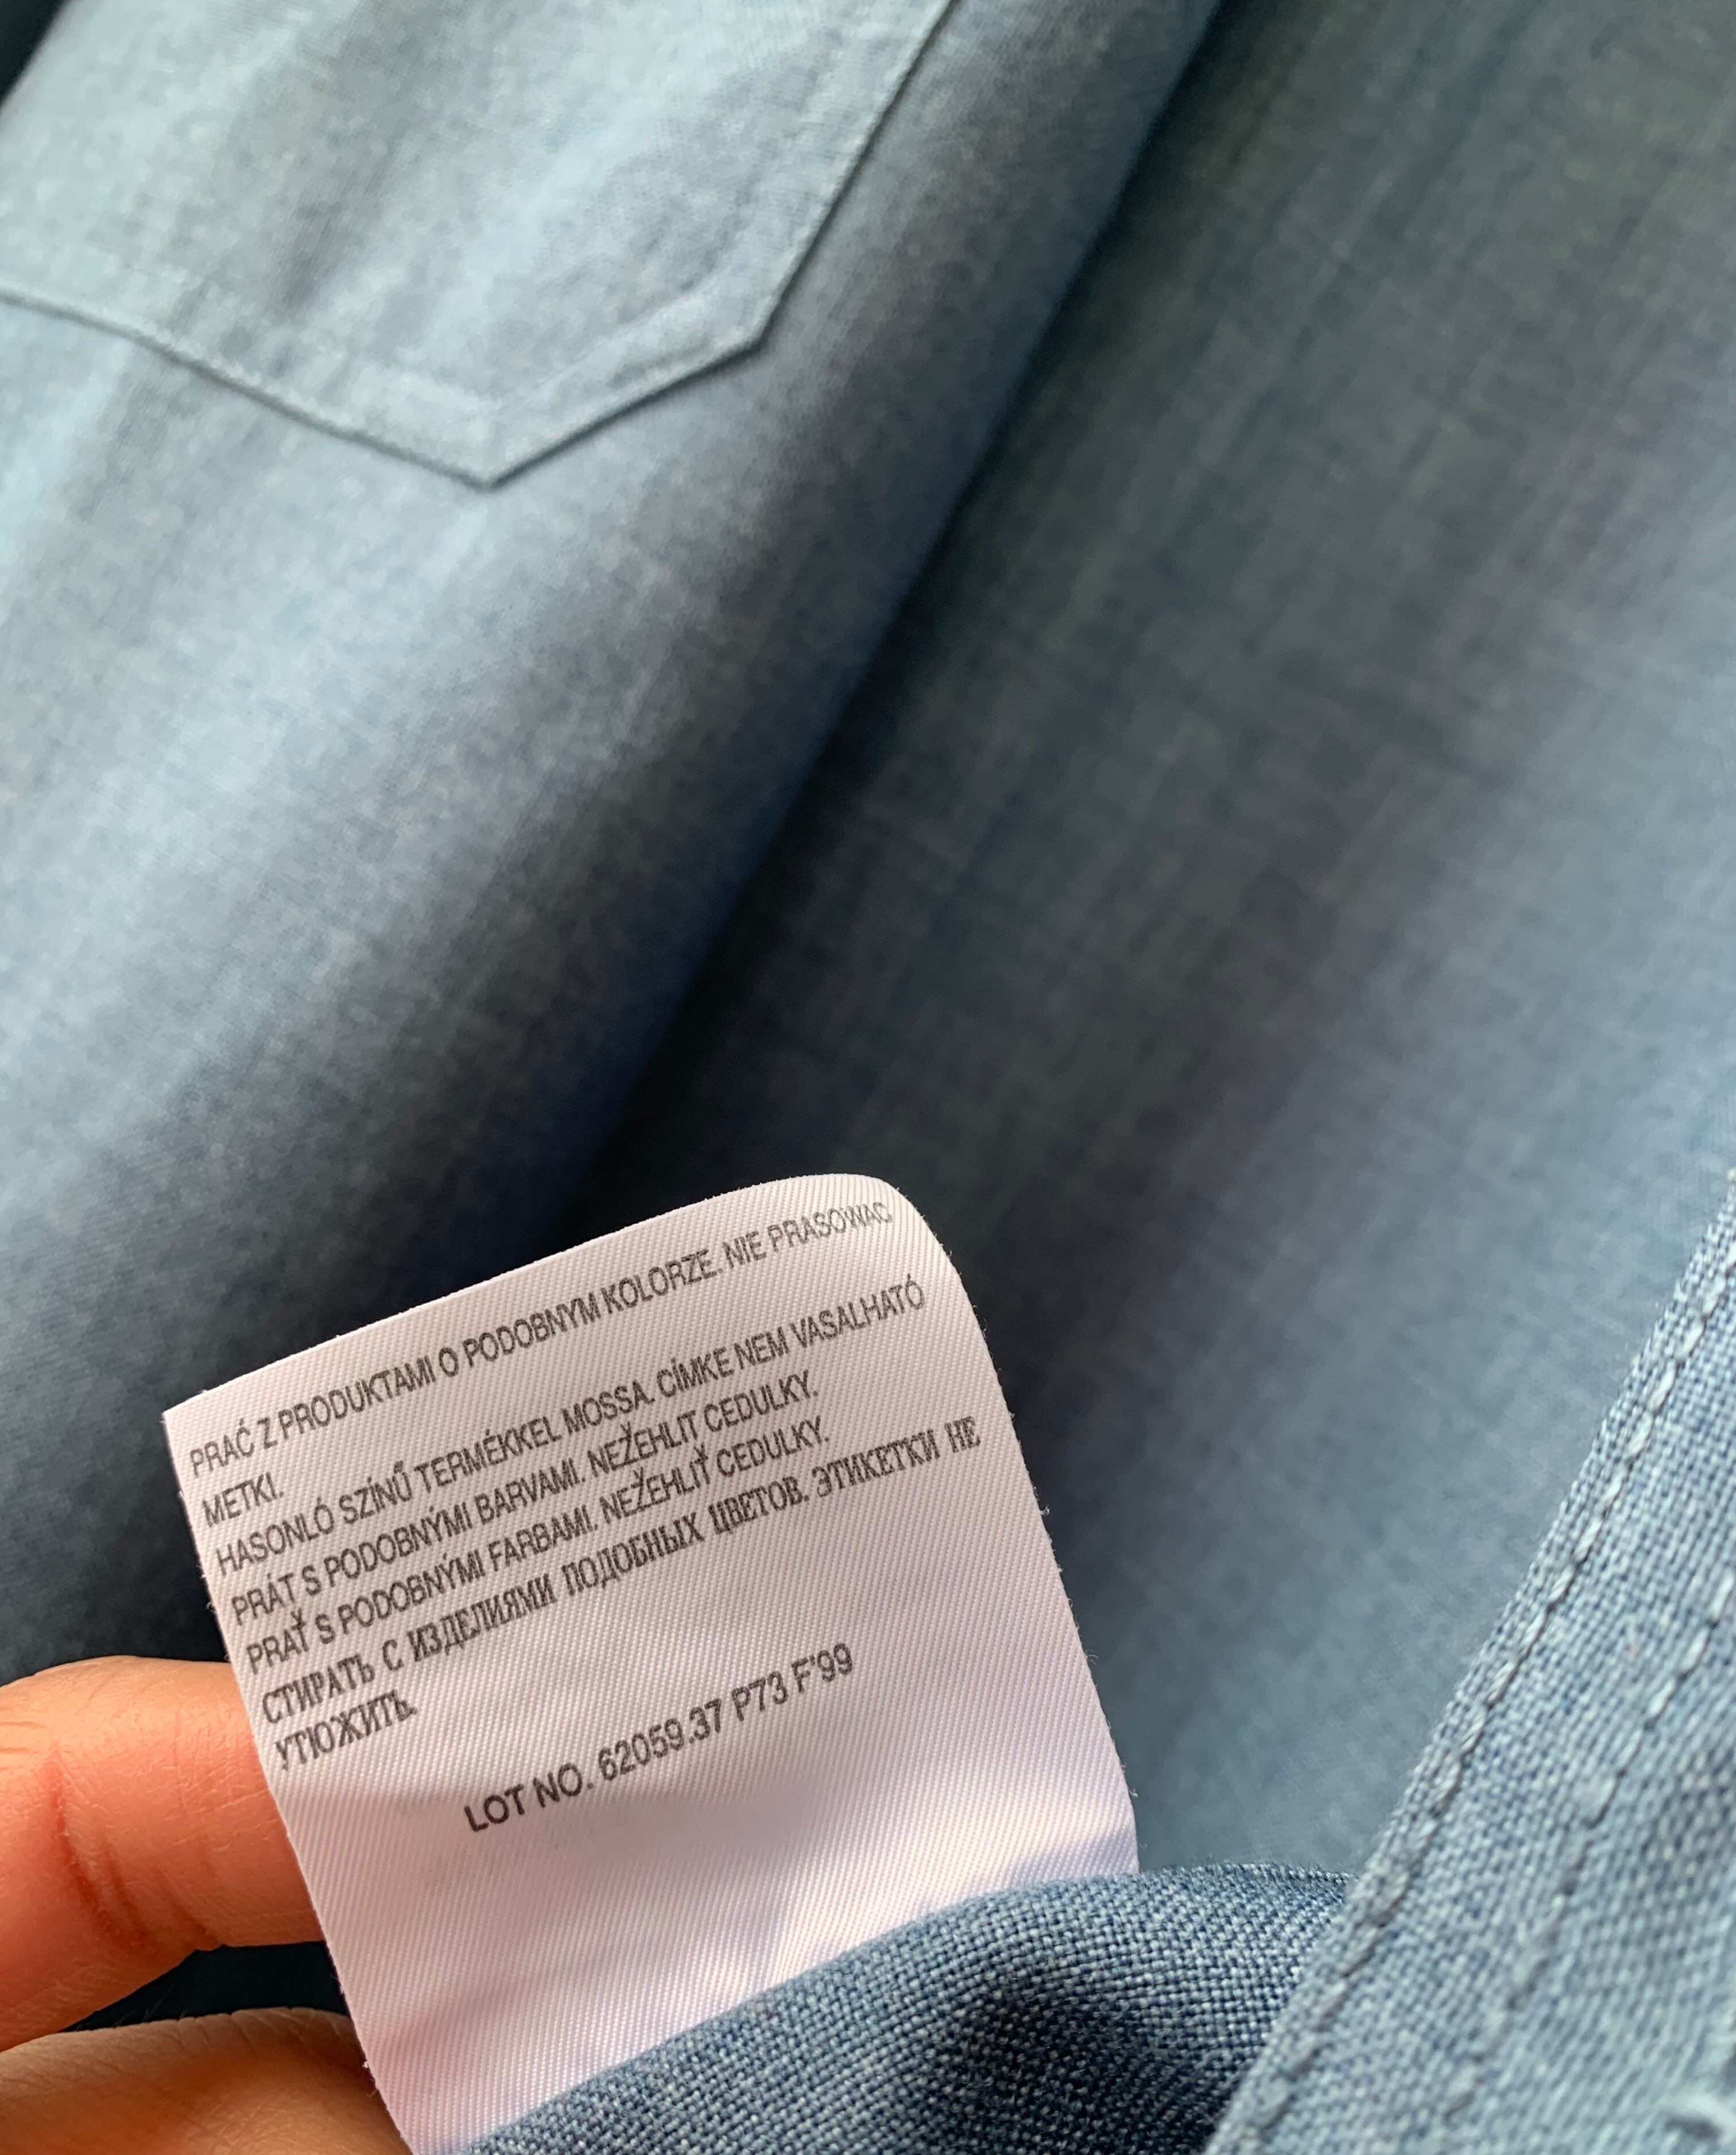 PRAĆ Z PRODUKTAMI O PODOBNYM KOLORZE. NIE PRASOWAĆ
METKI.
HASONLÓ SZÍNŰ TERMÉKKEL MOSSA. CÍMKE NEM VASALHATÓ
PRÁT S PODOBNÝMI BARVAMI. NEŽEHLIT CEDULKY.
PRAŤ S PODOBNÝMI FARBAMI. NEŽEHLIŤ CEDULKY.
СТИРАТЬ С ИЗДЕЛИЯМИ ПОДОБНЫХ ЦВЕТОВ. ЭТИКЕТКИ НЕ
УТЮЖИТЬ.
LOT NO. 62059.37 P73 F'99